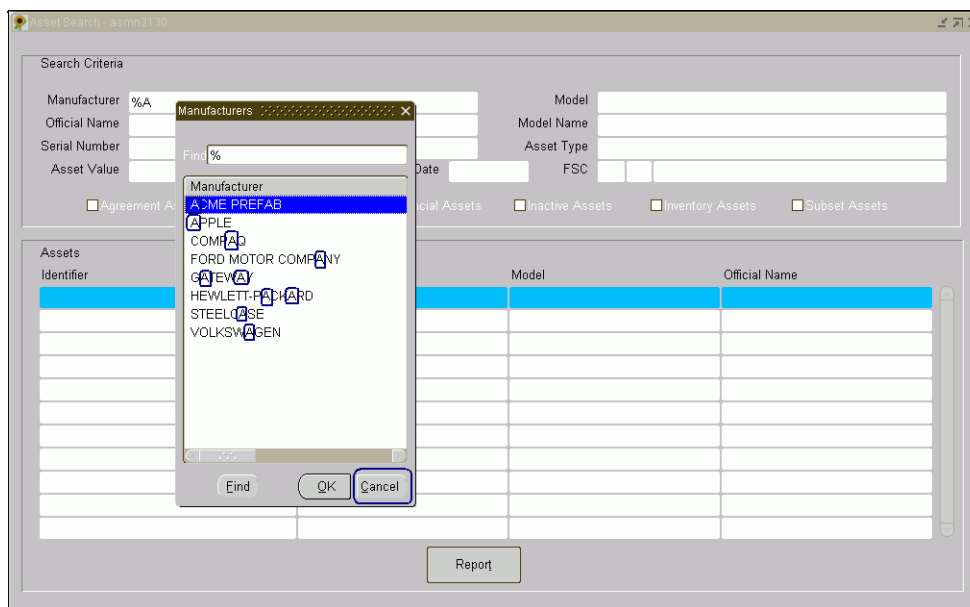 Asset Search - asmn2130
Search Criteria
Manufacturer %A Model
Official Name Model Name
Serial Number Asset Type
Asset Value Date FSC
Agreement As cial Assets Inactive Assets Inventory Assets Subset Assets
Manufacturers
Find %
Manufacturer
ACME PREFAB
APPLE
COMPAQ
FORD MOTOR COMPANY
GATEWAY
HEWLETT-PACKARD
STEELCASE
VOLKSWAGEN
Find OK Cancel
Assets
Identifier Model Official Name
Report